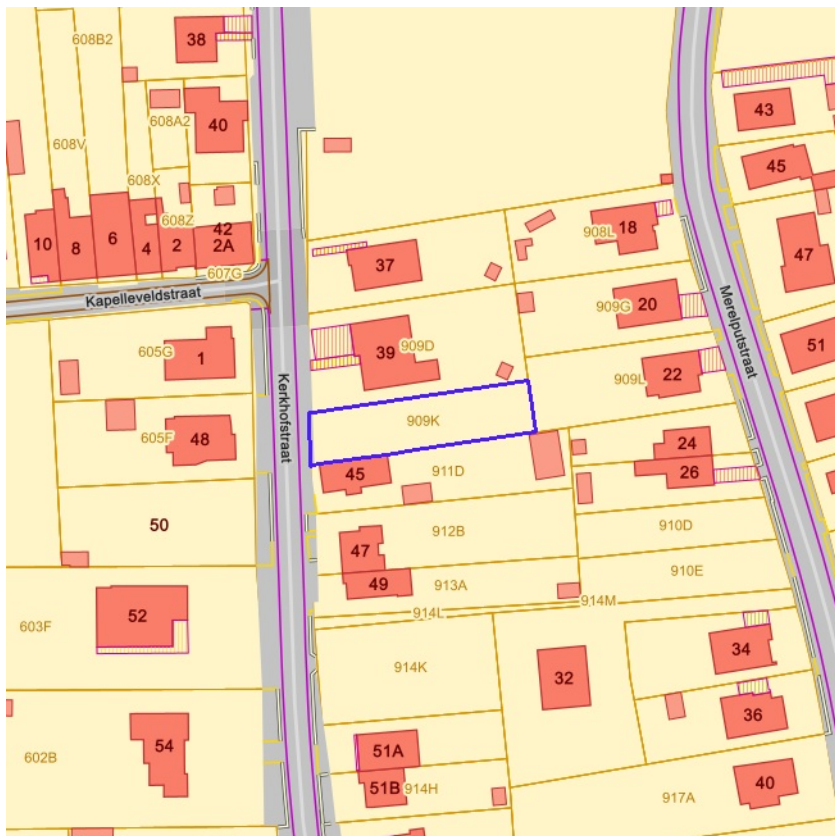 608B2
38
43
608A2
40
608V
45
608X
608Z
42
2A
10
8
6
4
2
18
908L
47
37
607G
Kapelleveldstraat
Merelputstraat
909G
20
51
605G
1
39
909D
22
909L
Kerkhofstraat
909K
605F
48
24
26
45
911D
50
912B
910D
47
49
913A
910E
914M
914L
52
603F
34
914K
32
36
54
51A
602B
51B
914H
40
917A